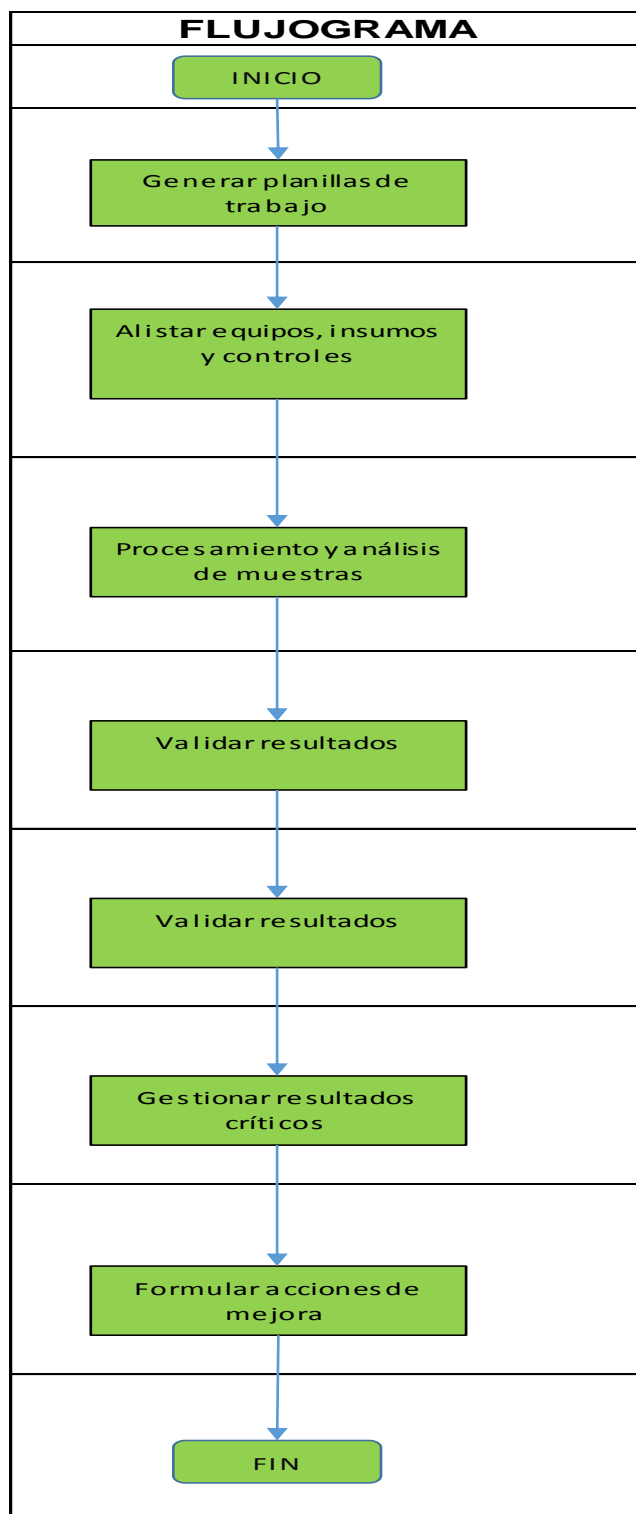 FLUJOGRAMA
INICIO
Generar planillas de
trabajo
Alistar equipos, insumos
y controles
Procesamiento y análisis
de muestras
Validar resultados
Validar resultados
Gestionar resultados
críticos
Formular acciones de
mejora
FIN